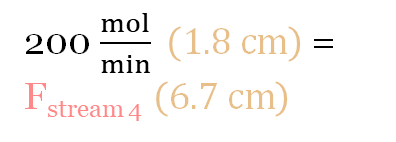 200 mol/min (1.8 cm) =
F_stream 4 (6.7 cm)